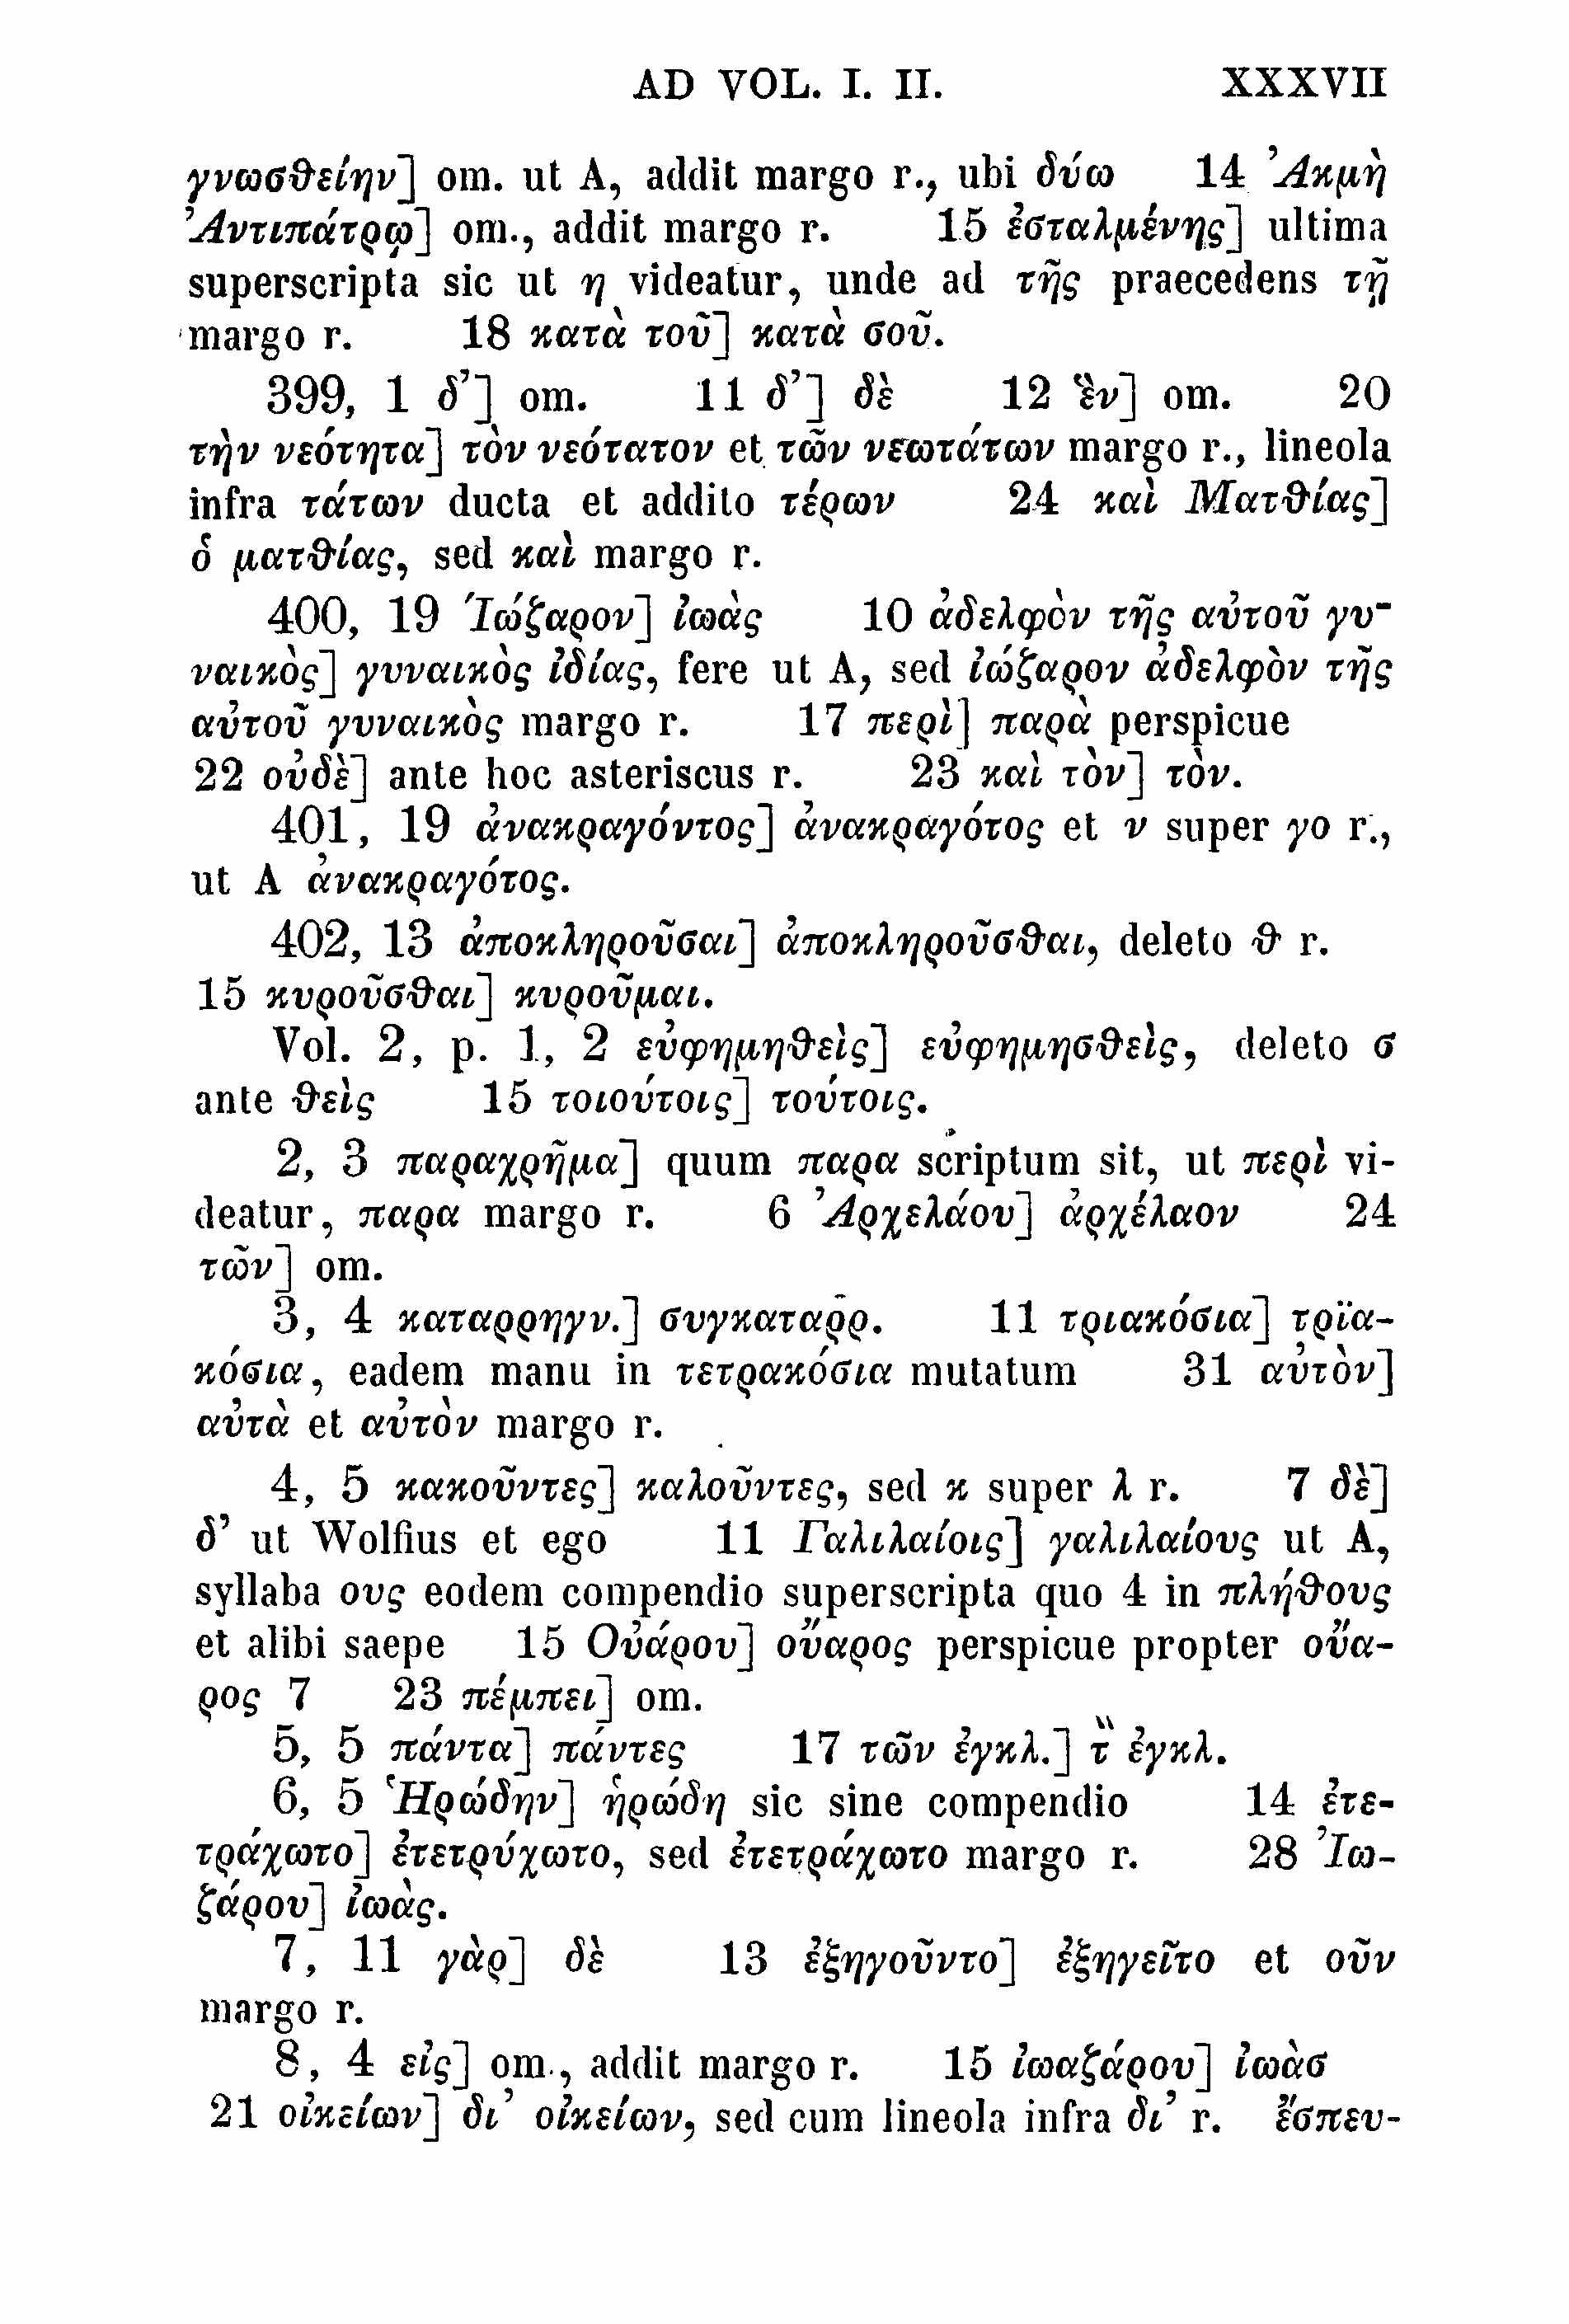 AD VOL. I. II. XXXVII
γνωσθείην] om. ut A, addit margo r., ubi δύω 14 Ἀκμὴ
Ἀντιπάτρῳ] om., addit margo r. 15 ἐσταλμένης] ultima
superscripta sic ut η videatur, unde ad τῆς praecedens τῇ
margo r. 18 κατὰ τοῦ] κατὰ σοῦ.
399, 1 δ’] om. 11 δ’] δὲ 12 ἓν] om. 20
τὴν νεότητα] τὸν νεότατον et τῶν νεωτάτων margo r., lineola
infra τάτων ducta et addito τέρων 24 καὶ Ματθίας]
ὁ ματθίας, sed καὶ margo r.
400, 19 Ἰώζαρον] ἰωὰς 10 ἀδελφὸν τῆς αὐτοῦ γυ-
ναικὸς] γυναικὸς ἰδίας, fere ut A, sed ἰώζαρον ἀδελφὸν τῆς
αὐτοῦ γυναικὸς margo r. 17 περὶ] παρὰ perspicue
22 οὐδὲ] ante hoc asteriscus r. 23 καὶ τὸν] τὸν.
401, 19 ἀνακραγόντος] ἀνακραγότος et ν super γο r.,
ut A ἀνακραγότος.
402, 13 ἀποκληροῦσαι] ἀποκληροῦσθαι, deleto θ r.
15 κυροῦσθαι] κυροῦμαι.
Vol. 2, p. 1, 2 εὐφημηθεὶς] εὐφημησθεὶς, deleto σ
ante θεὶς 15 τοιούτοις] τούτοις.
2, 3 παραχρῆμα] quum παρα scriptum sit, ut περὶ vi-
deatur, παρα margo r. 6 Ἀρχελάου] ἀρχέλαον 24
τῶν] om.
3, 4 καταρρηγν.] συγκαταρρ. 11 τριακόσια] τρϊα-
κόσια, eadem manu in τετρακόσια mutatum 31 αὐτὸν]
αὐτὰ et αὐτὸν margo r.
4, 5 κακοῦντες] καλοῦντες, sed κ super λ r. 7 δὲ]
δ’ ut Wolfius et ego 11 Γαλιλαίοις] γαλιλαίους ut A,
syllaba ους eodem compendio superscripta quo 4 in πλήθους
et alibi saepe 15 Οὐάρου] οὔαρος perspicue propter οὔα-
ρος 7 23 πέμπει] om.
5, 5 πάντα] πάντες 17 τῶν ἐγκλ.] τ̏ ἐγκλ.
6, 5 Ἡρώδην] ἡρώδη sic sine compendio 14 ἐτε-
τράχωτο] ἐτετρύχωτο, sed ἐτετράχωτο margo r. 28 Ἰω-
ζάρου] ἰωὰς.
7, 11 γὰρ] δὲ 13 ἐξηγοῦντο] ἐξηγεῖτο et οῦν
margo r.
8, 4 εἰς] om., addit margo r. 15 ἰωαζάρου] ἰωὰσ
21 οἰκείων] δι’ οἰκείων, sed cum lineola infra δι’ r. ἔσπευ-